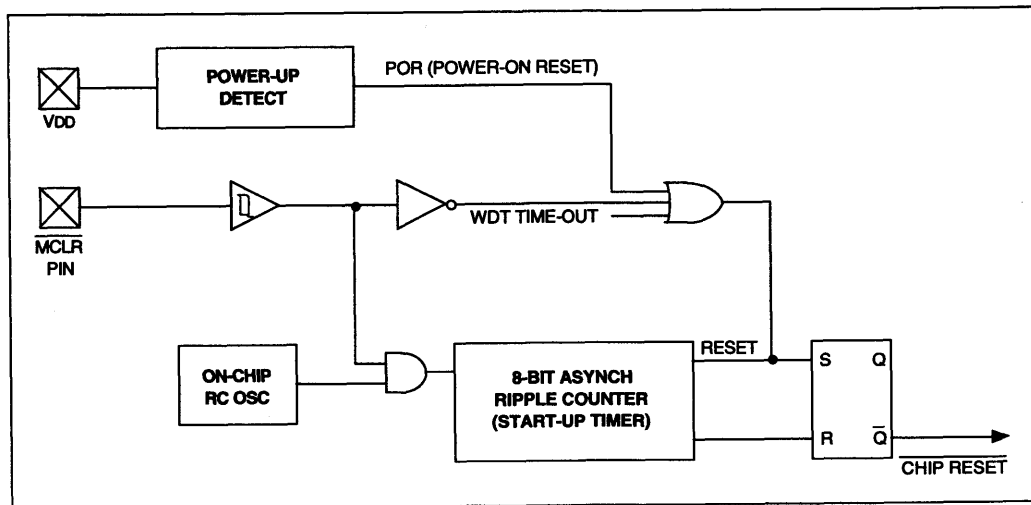 POWER-UP
DETECT
POR (POWER-ON RESET)
VDD
WDT TIME-OUT
MCLR
PIN
ON-CHIP
RC OSC
8-BIT ASYNCH
RIPPLE COUNTER
(START-UP TIMER)
RESET
S Q
R Q̅
CHIP RESET